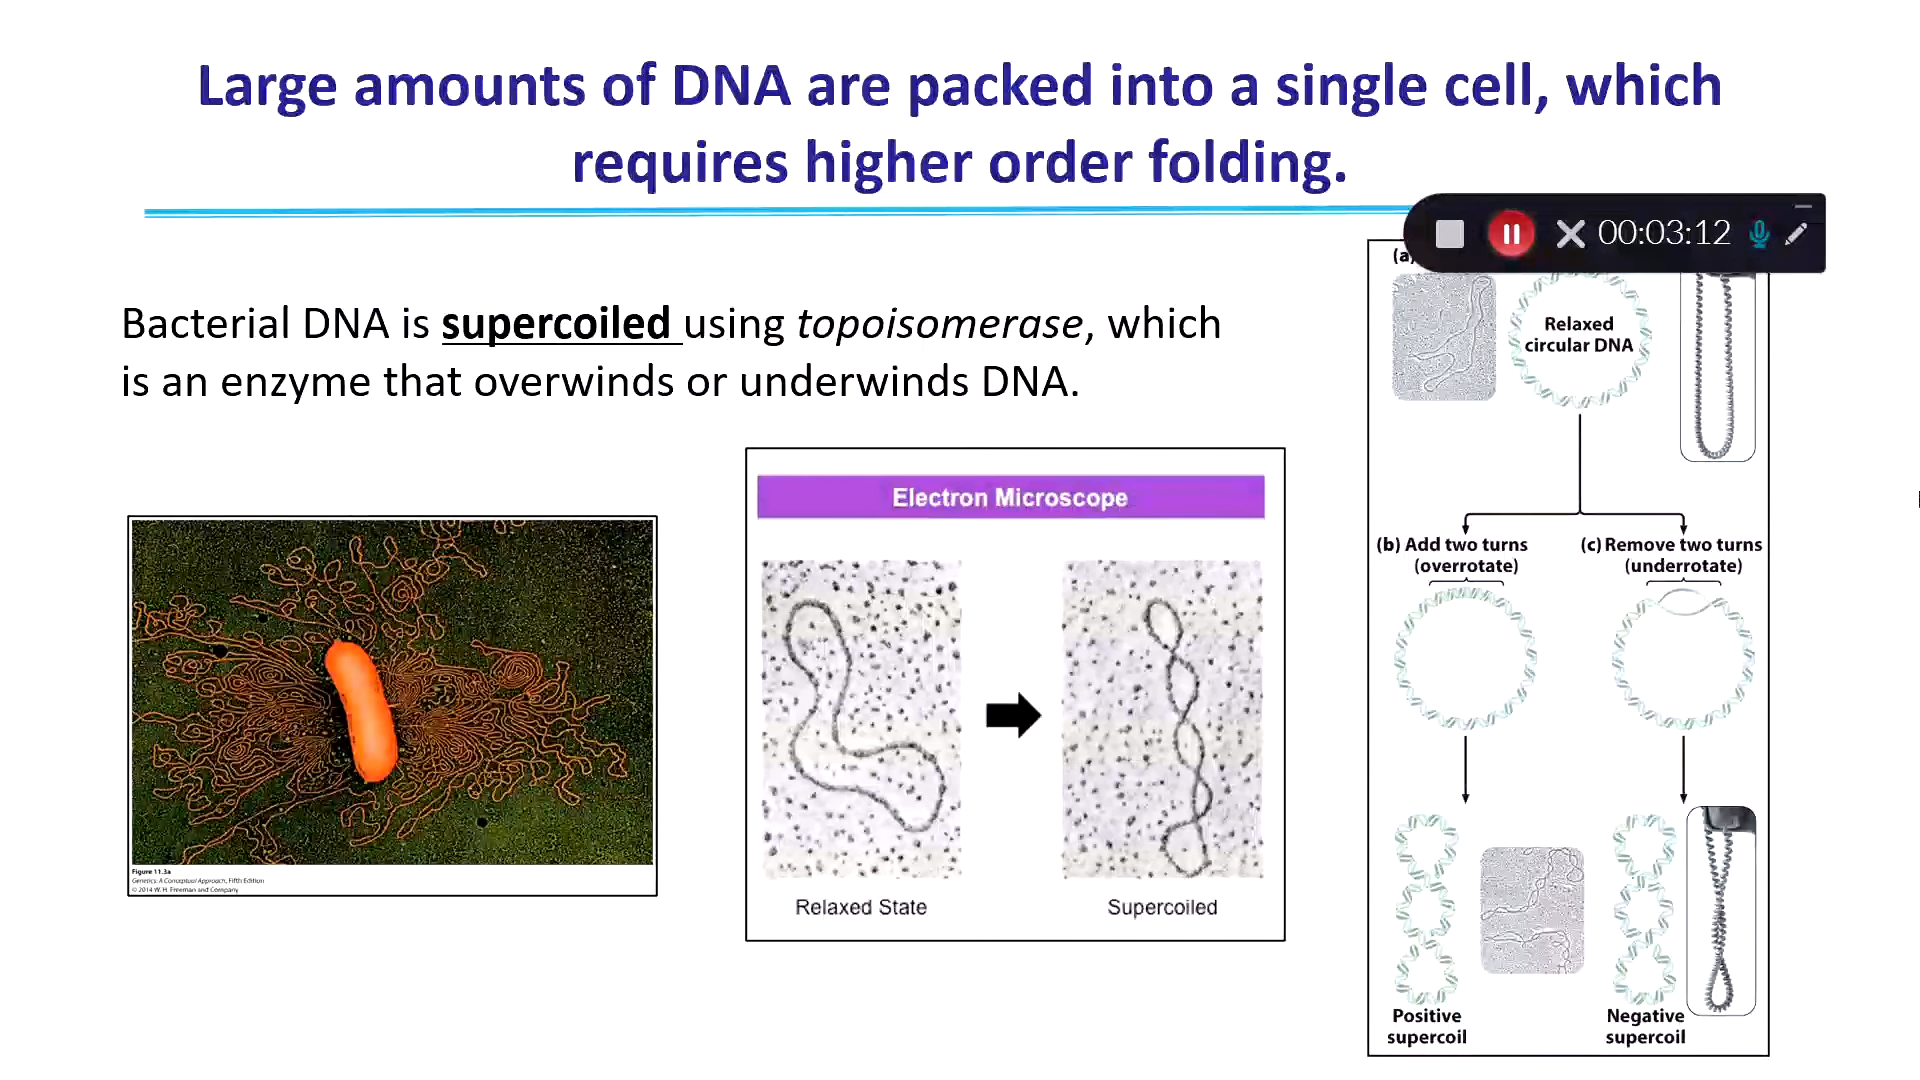 Large amounts of DNA are packed into a single cell, which
requires higher order folding.
00:03:12
Bacterial DNA is supercoiled using topoisomerase, which
is an enzyme that overwinds or underwinds DNA.
Figure 11.3a
Genetics: A Conceptual Approach, Fifth Edition
© 2014 W. H. Freeman and Company
Electron Microscope
Relaxed State
Supercoiled
(a)
Relaxed
circular DNA
(b) Add two turns
(overrotate)
(c) Remove two turns
(underrotate)
Positive
supercoil
Negative
supercoil